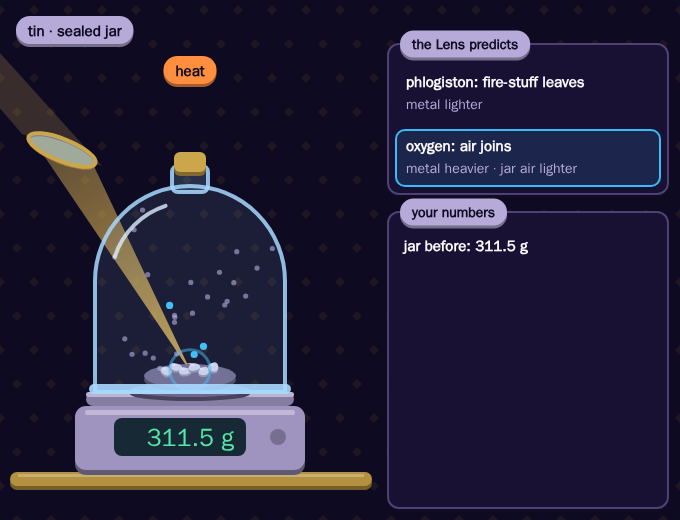 tin · sealed jar
heat
311.5 g
the Lens predicts
phlogiston: fire-stuff leaves
metal lighter
oxygen: air joins
metal heavier · jar air lighter
your numbers
jar before: 311.5 g